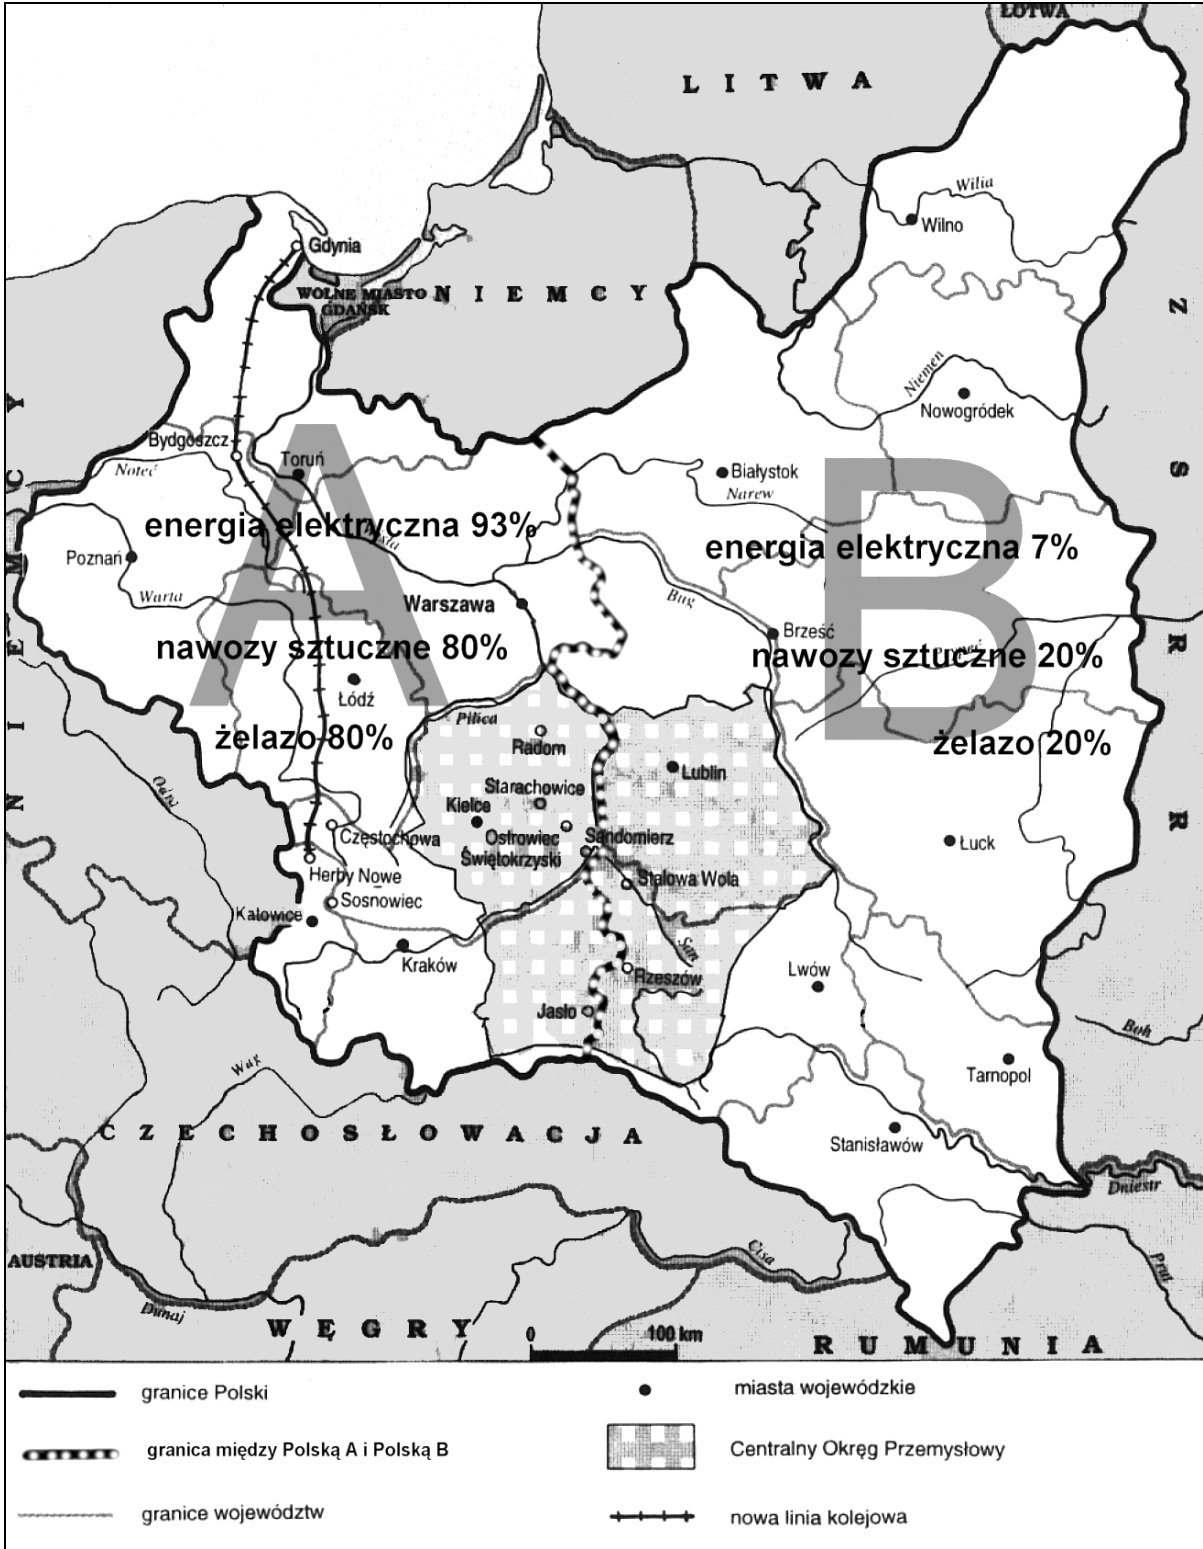 ŁOTWA
LITWA
Wilia
Wilno
Gdynia
WOLNE MIASTO
GDAŃSK
NIEMCY
Z S R R
NIEMCY
Niemen
Nowogródek
Bydgoszcz
Noteć
Toruń
Białystok
Narew
A
B
energia elektryczna 93%
Wisła
energia elektryczna 7%
Poznań
Warta
Warszawa
Bug
Brześć
nawozy sztuczne 80%
nawozy sztuczne 20%
Prypeć
Łódź
Pilica
żelazo 80%
żelazo 20%
Radom
Lublin
Starachowice
Kielce
Ostrowiec
Świętokrzyski
Sandomierz
Odra
Częstochowa
Łuck
Herby Nowe
Stalowa Wola
Sosnowiec
Katowice
Kraków
San
Rzeszów
Lwów
Jasło
Boh
Wag
Tarnopol
CZECHOSŁOWACJA
Stanisławów
Dniestr
AUSTRIA
Cisa
Prut
Dunaj
WĘGRY
0 100 km
RUMUNIA
granice Polski
miasta wojewódzkie
granica między Polską A i Polską B
Centralny Okręg Przemysłowy
granice województw
nowa linia kolejowa